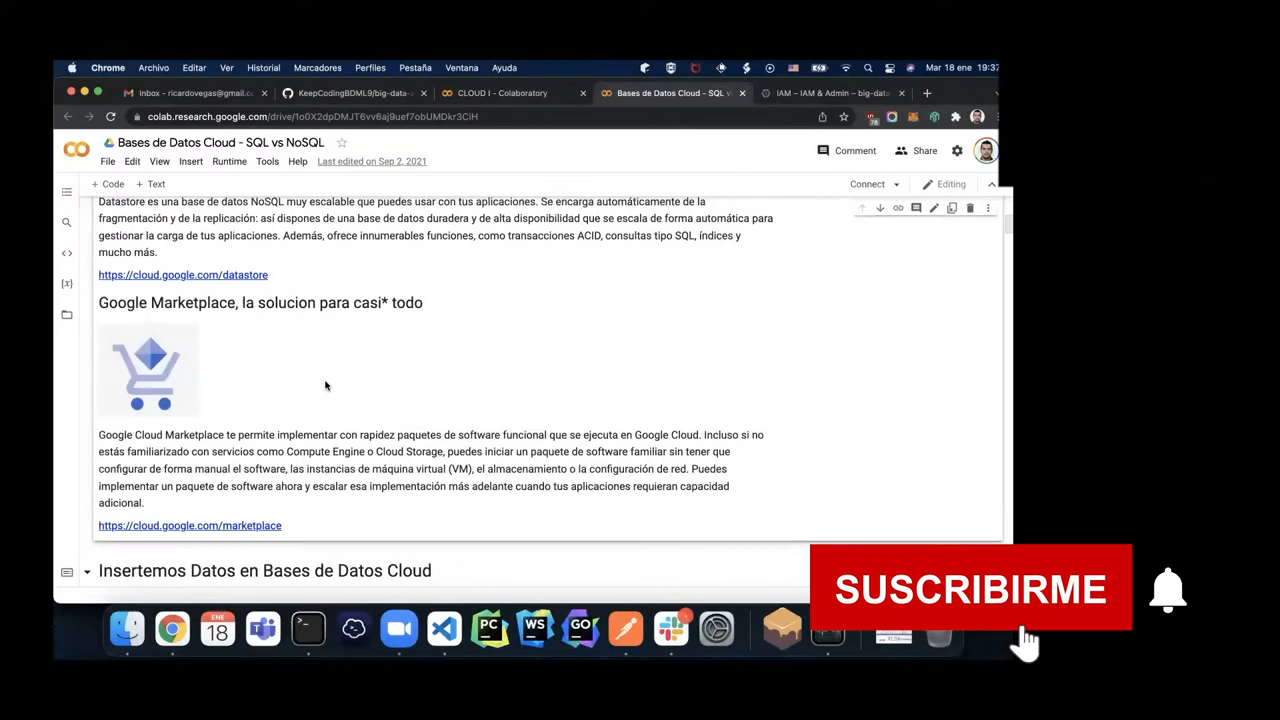 Chrome Archivo Editar Ver Historial Marcadores Perfiles Pestaña Ventana Ayuda Mar 18 ene 19:37
Inbox - ricardovegas@gmail.c
KeepCodingBDML9/big-data-
CLOUD I - Colaboratory
Bases de Datos Cloud - SQL v
IAM – IAM & Admin – big-dat
colab.research.google.com/drive/1o0X2dpDMJT6vv6aj9uef7obUMDkr3CiH
78
Bases de Datos Cloud - SQL vs NoSQL
Comment Share
File Edit View Insert Runtime Tools Help Last edited on Sep 2, 2021
+ Code + Text Connect Editing
Datastore es una base de datos NoSQL muy escalable que puedes usar con tus aplicaciones. Se encarga automáticamente de la
fragmentación y de la replicación: así dispones de una base de datos duradera y de alta disponibilidad que se escala de forma automática para
gestionar la carga de tus aplicaciones. Además, ofrece innumerables funciones, como transacciones ACID, consultas tipo SQL, índices y
mucho más.
https://cloud.google.com/datastore
Google Marketplace, la solucion para casi* todo
Google Cloud Marketplace te permite implementar con rapidez paquetes de software funcional que se ejecuta en Google Cloud. Incluso si no
estás familiarizado con servicios como Compute Engine o Cloud Storage, puedes iniciar un paquete de software familiar sin tener que
configurar de forma manual el software, las instancias de máquina virtual (VM), el almacenamiento o la configuración de red. Puedes
implementar un paquete de software ahora y escalar esa implementación más adelante cuando tus aplicaciones requieran capacidad
adicional.
https://cloud.google.com/marketplace
Insertemos Datos en Bases de Datos Cloud
SUSCRIBIRME
ENE
18
PC
WS
GO